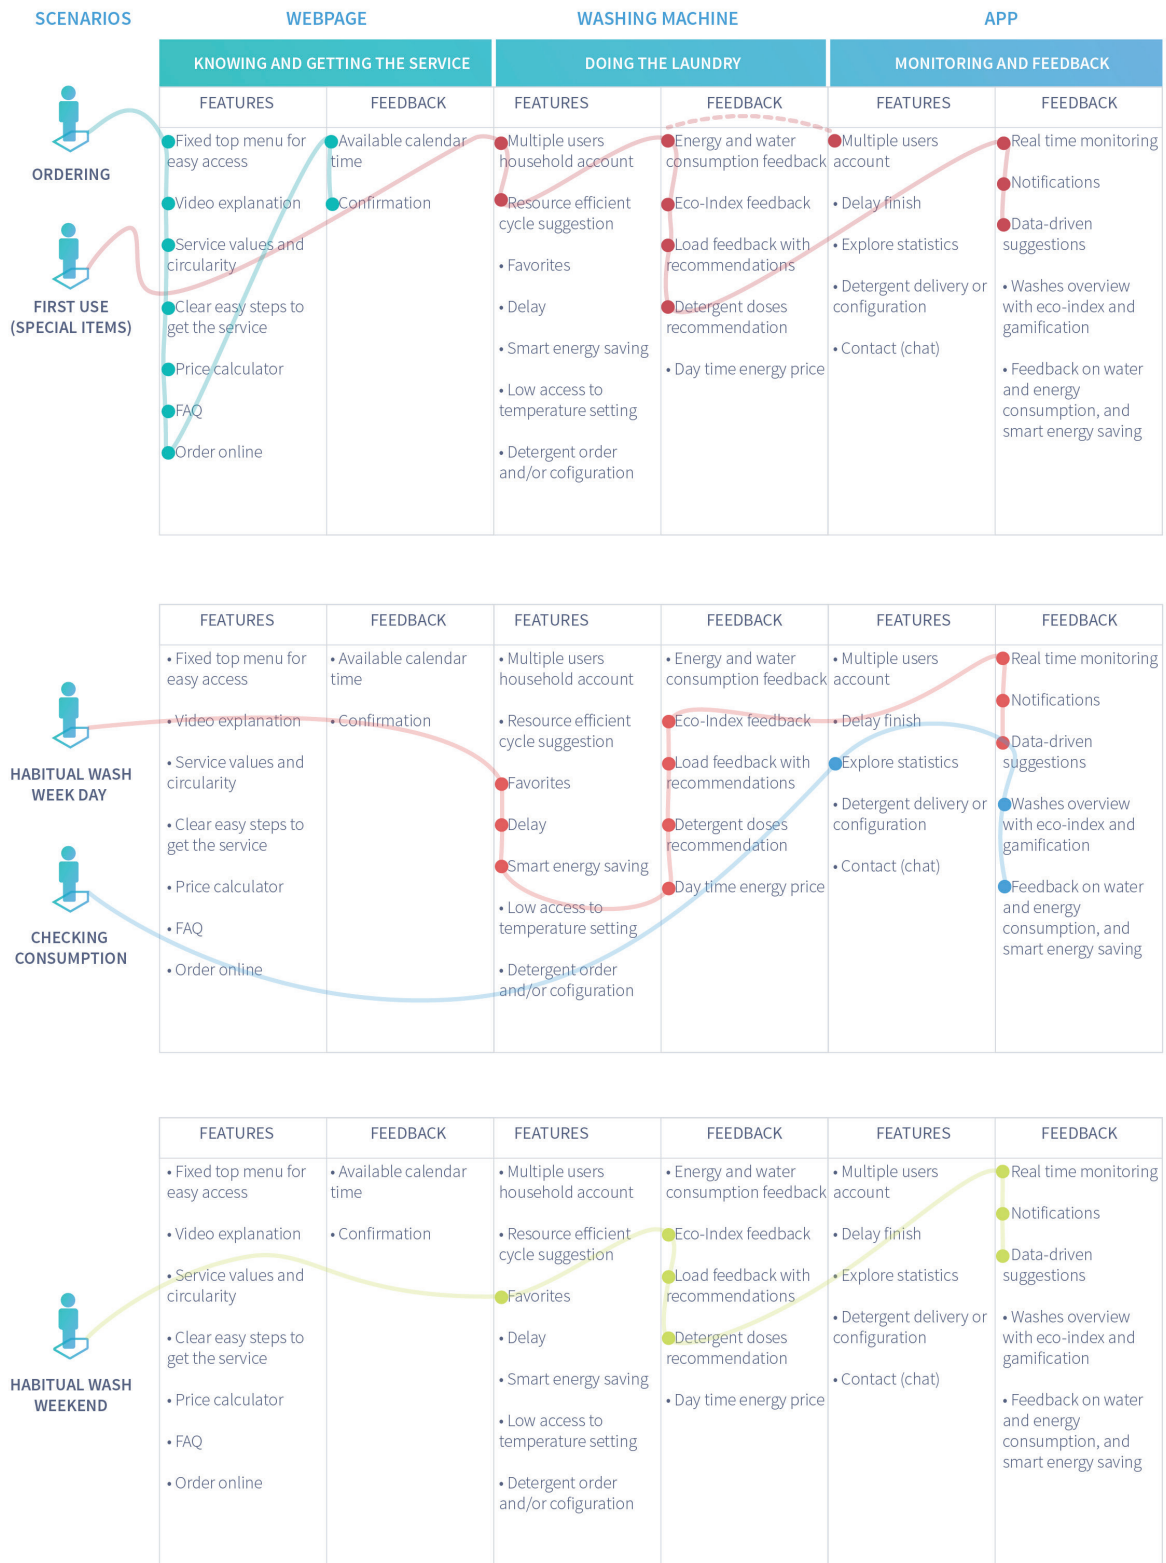 SCENARIOS
WEBPAGE
WASHING MACHINE
APP
KNOWING AND GETTING THE SERVICE
DOING THE LAUNDRY
MONITORING AND FEEDBACK
ORDERING
FIRST USE
(SPECIAL ITEMS)
FEATURES
Fixed top menu for
easy access
Video explanation
Service values and
circularity
Clear easy steps to
get the service
Price calculator
FAQ
Order online
FEEDBACK
Available calendar
time
Confirmation
FEATURES
Multiple users
household account
Resource efficient
cycle suggestion
• Favorites
• Delay
• Smart energy saving
• Low access to
temperature setting
• Detergent order
and/or cofiguration
FEEDBACK
Energy and water
consumption feedback
Eco-Index feedback
Load feedback with
recommendations
Detergent doses
recommendation
• Day time energy price
FEATURES
Multiple users
account
• Delay finish
• Explore statistics
• Detergent delivery or
configuration
• Contact (chat)
FEEDBACK
Real time monitoring
Notifications
Data-driven
suggestions
• Washes overview
with eco-index and
gamification
• Feedback on water
and energy
consumption, and
smart energy saving
HABITUAL WASH
WEEK DAY
CHECKING
CONSUMPTION
FEATURES
• Fixed top menu for
easy access
• Video explanation
• Service values and
circularity
• Clear easy steps to
get the service
• Price calculator
• FAQ
• Order online
FEEDBACK
• Available calendar
time
• Confirmation
FEATURES
• Multiple users
household account
• Resource efficient
cycle suggestion
Favorites
Delay
Smart energy saving
• Low access to
temperature setting
• Detergent order
and/or cofiguration
FEEDBACK
• Energy and water
consumption feedback
Eco-Index feedback
Load feedback with
recommendations
Detergent doses
recommendation
Day time energy price
FEATURES
• Multiple users
account
• Delay finish
Explore statistics
• Detergent delivery or
configuration
• Contact (chat)
FEEDBACK
Real time monitoring
Notifications
Data-driven
suggestions
Washes overview
with eco-index and
gamification
Feedback on water
and energy
consumption, and
smart energy saving
HABITUAL WASH
WEEKEND
FEATURES
• Fixed top menu for
easy access
• Video explanation
• Service values and
circularity
• Clear easy steps to
get the service
• Price calculator
• FAQ
• Order online
FEEDBACK
• Available calendar
time
• Confirmation
FEATURES
• Multiple users
household account
• Resource efficient
cycle suggestion
Favorites
• Delay
• Smart energy saving
• Low access to
temperature setting
• Detergent order
and/or cofiguration
FEEDBACK
• Energy and water
consumption feedback
Eco-Index feedback
Load feedback with
recommendations
Detergent doses
recommendation
• Day time energy price
FEATURES
• Multiple users
account
• Delay finish
• Explore statistics
• Detergent delivery or
configuration
• Contact (chat)
FEEDBACK
Real time monitoring
Notifications
Data-driven
suggestions
• Washes overview
with eco-index and
gamification
• Feedback on water
and energy
consumption, and
smart energy saving